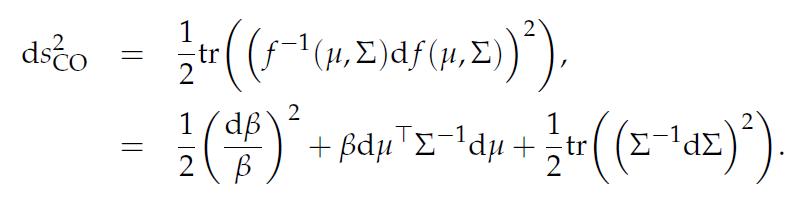 ds²_CO = 1/2 tr((f⁻¹(μ, Σ)df(μ, Σ))²),
= 1/2 (dβ/β)² + βdμ^⊤Σ⁻¹dμ + 1/2 tr((Σ⁻¹dΣ)²).